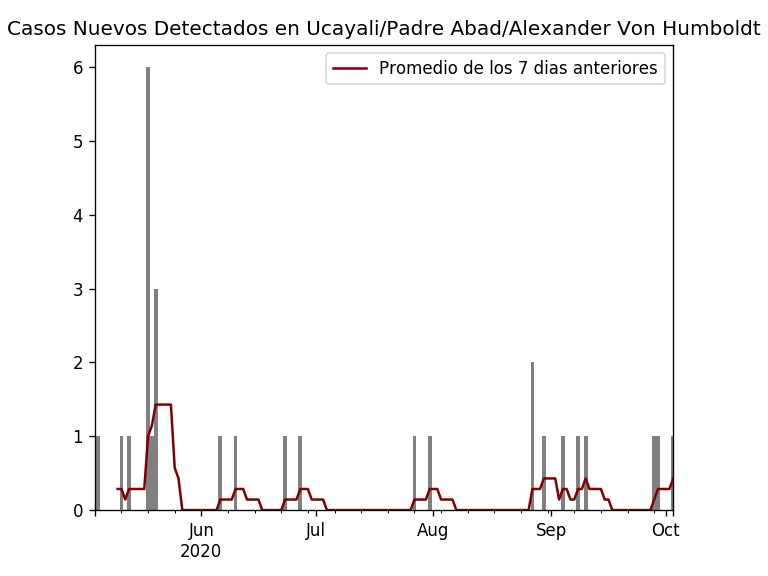 Casos Nuevos Detectados en Ucayali/Padre Abad/Alexander Von Humboldt
Promedio de los 7 dias anteriores
6
5
4
3
2
1
0
Jun Jul Aug Sep Oct
2020